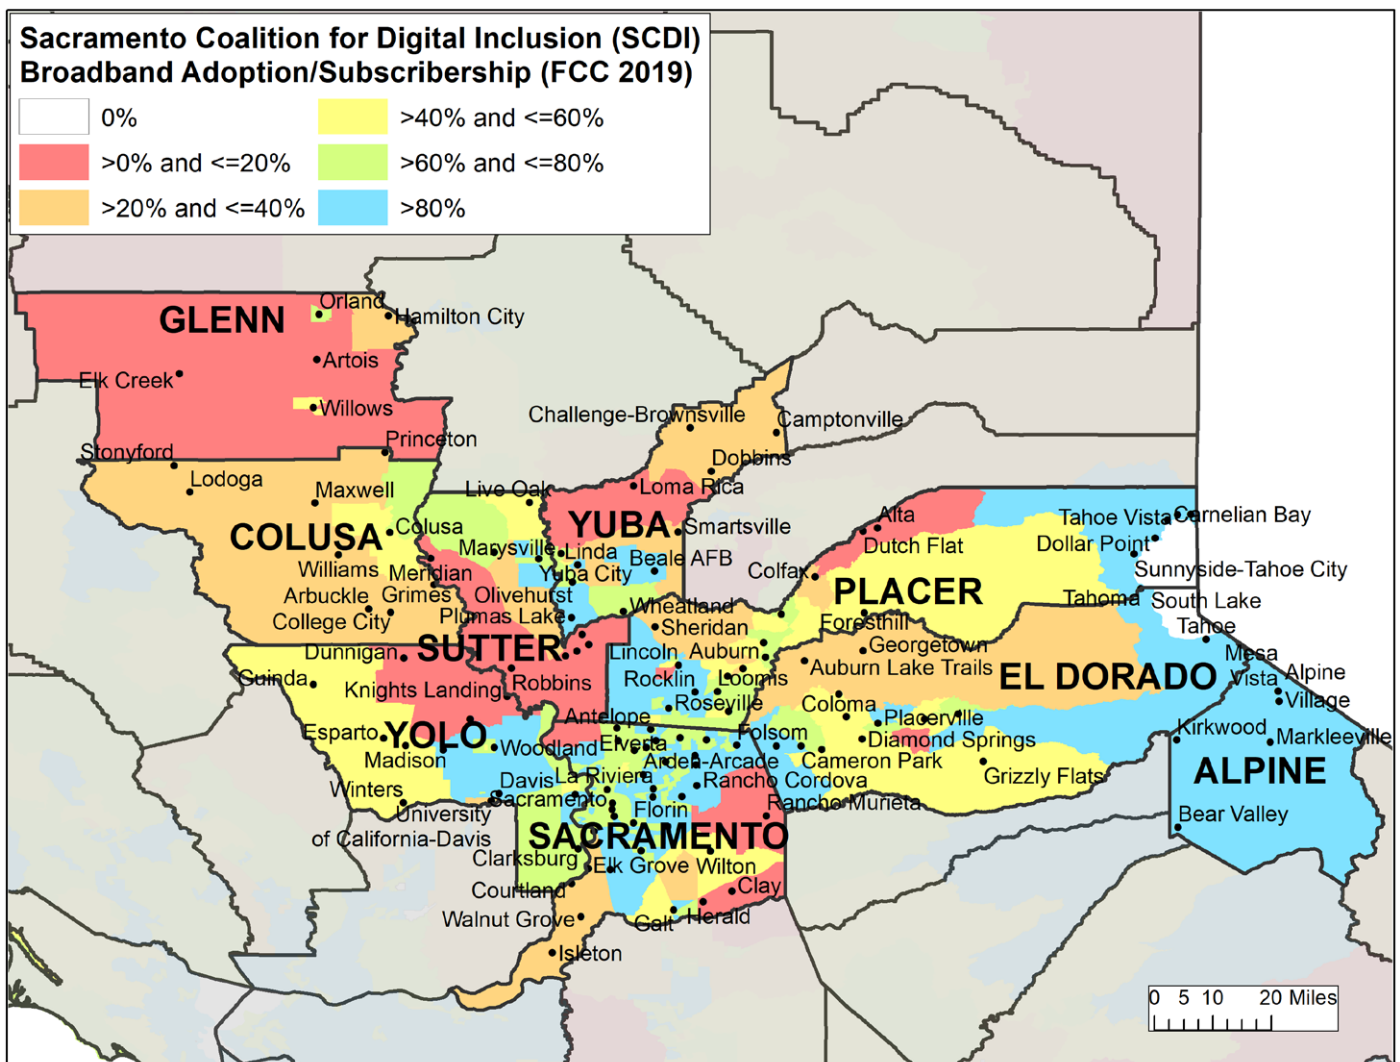 Sacramento Coalition for Digital Inclusion (SCDI)
Broadband Adoption/Subscribership (FCC 2019)
0%
>40% and <=60%
>0% and <=20%
>60% and <=80%
>20% and <=40%
>80%
Orland
GLENN
Hamilton City
Artois
Elk Creek
Willows
Challenge-Brownsville
Camptonville
Princeton
Stonyford
Dobbins
Lodoga
Maxwell
Live Oak
Loma Rica
Alta
Tahoe Vista
Carnelian Bay
COLUSA
Colusa
YUBA
Smartsville
Dutch Flat
Dollar Point
Marysville
Linda
Beale AFB
Williams
Meridian
Yuba City
Colfax
PLACER
Sunnyside-Tahoe City
Arbuckle
Grimes
Olivehurst
Tahoma
South Lake
Tahoe
College City
Plumas Lake
Wheatland
Foresthill
Sheridan
Dunnigan
SUTTER
Lincoln
Auburn
Georgetown
Mesa
Vista
Auburn Lake Trails
EL DORADO
Alpine
Village
Guinda
Knights Landing
Robbins
Rocklin
Loomis
Roseville
Coloma
Antelope
Placerville
Esparto
YOLO
Woodland
Elverta
Folsom
Diamond Springs
Kirkwood
Markleeville
Madison
Arden-Arcade
Cameron Park
ALPINE
Winters
Davis
La Riviera
Rancho Cordova
Grizzly Flats
Sacramento
University
of California-Davis
Florin
Rancho Murieta
Bear Valley
SACRAMENTO
Clarksburg
Elk Grove
Wilton
Courtland
Clay
Walnut Grove
Galt
Herald
Isleton
0 5 10 20 Miles